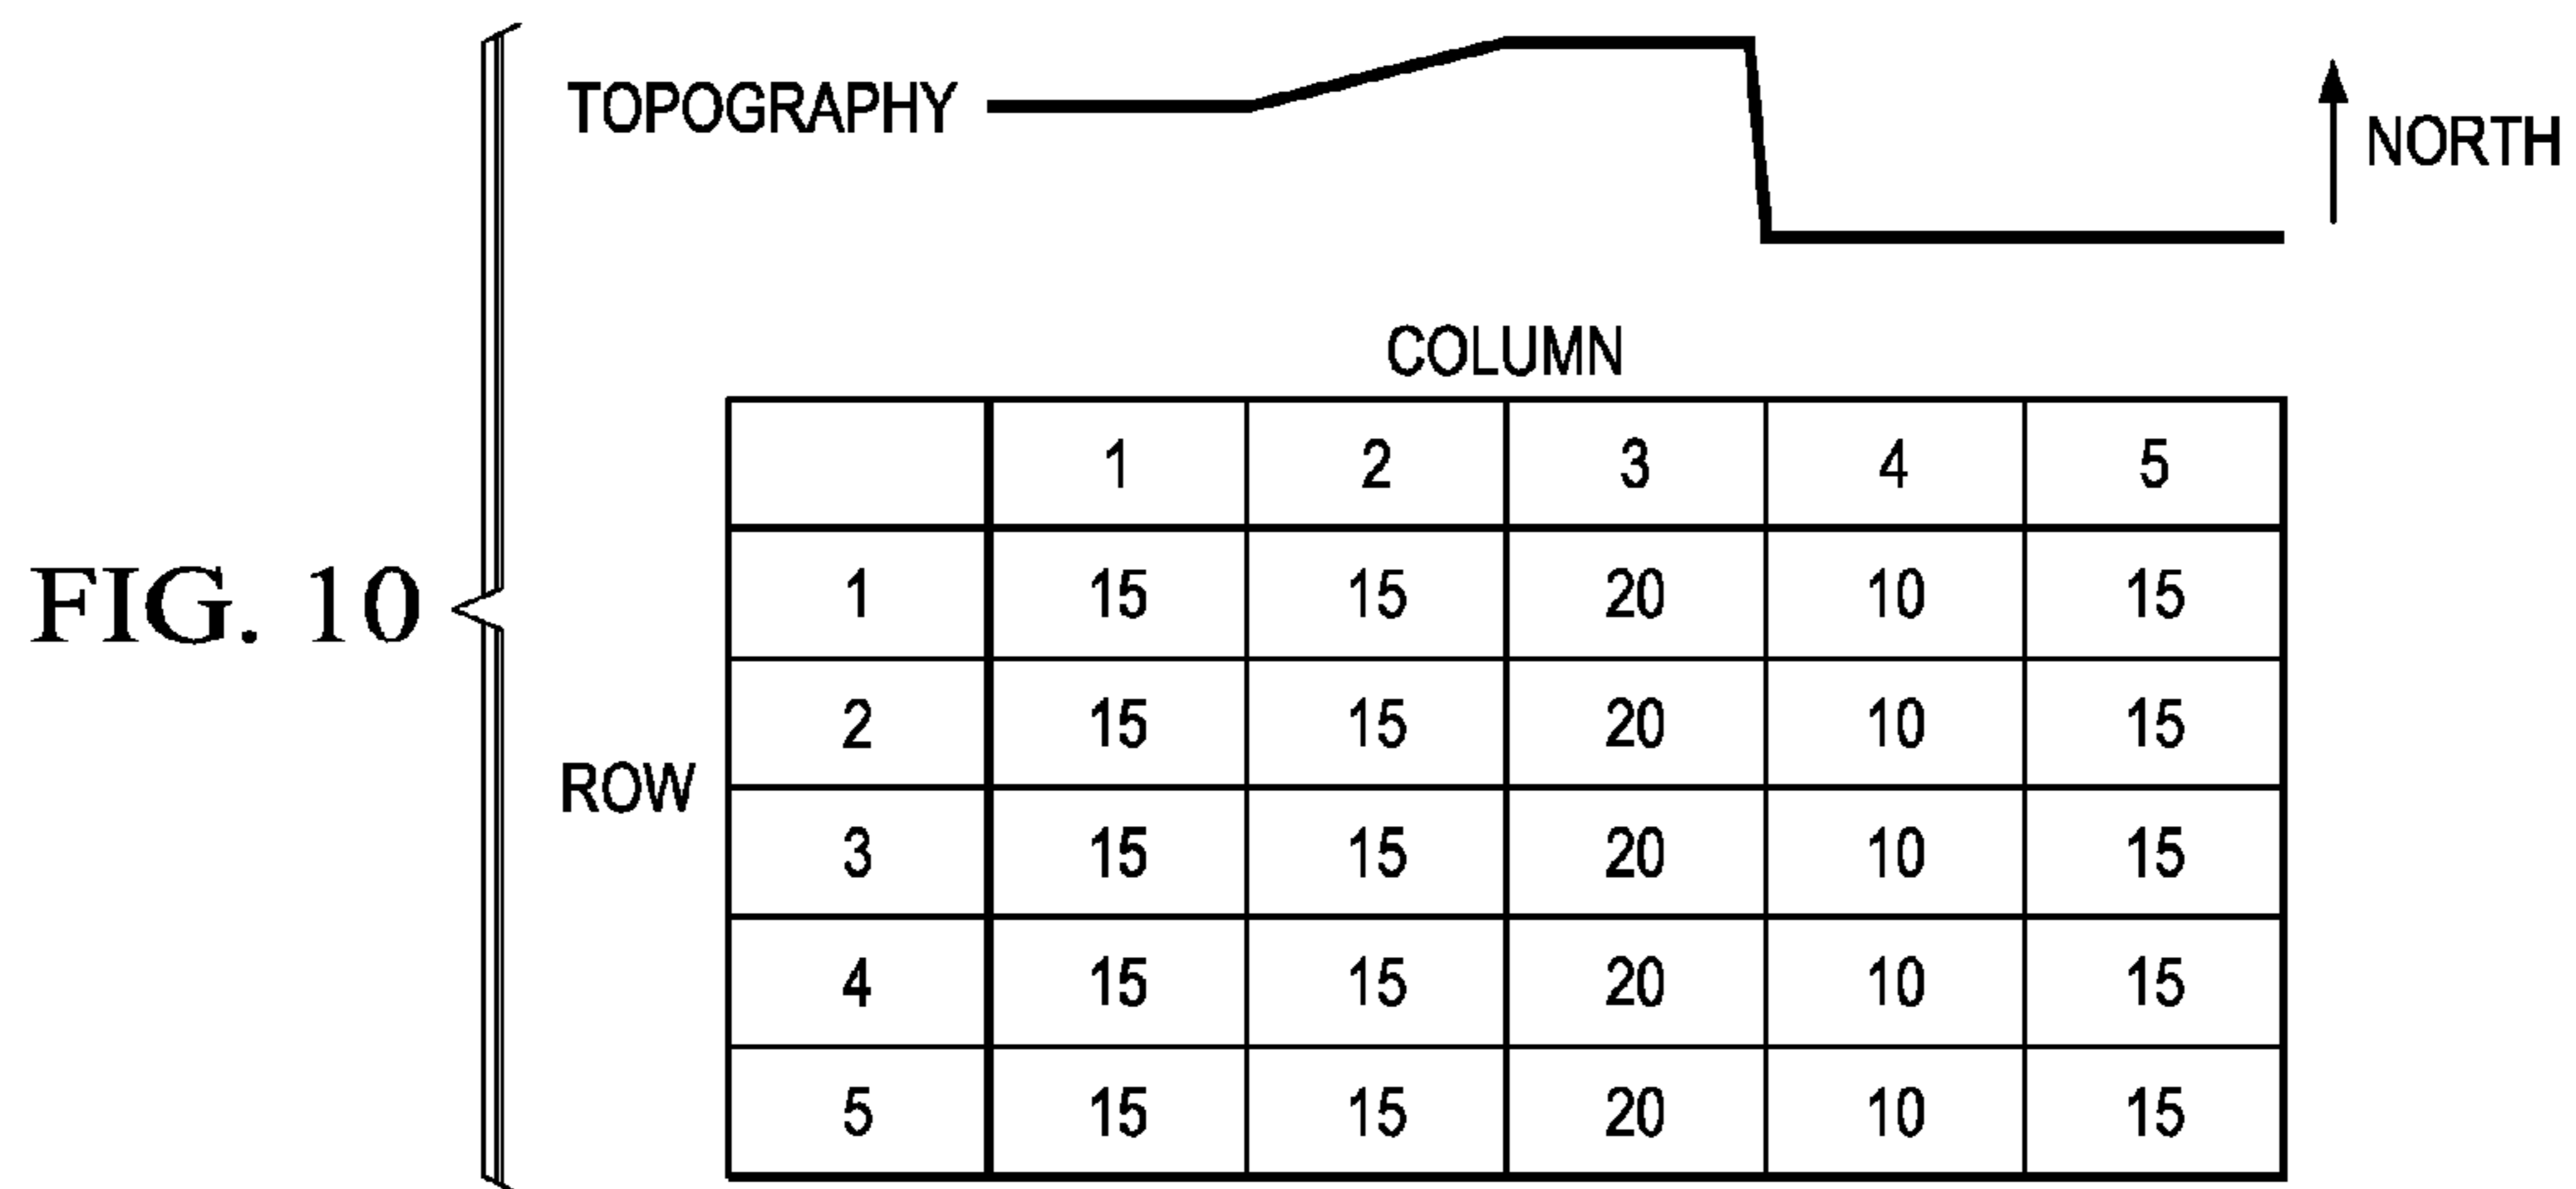 TOPOGRAPHY
NORTH
COLUMN
1 2 3 4 5
1 15 15 20 10 15
FIG. 10
2 15 15 20 10 15
ROW
3 15 15 20 10 15
4 15 15 20 10 15
5 15 15 20 10 15